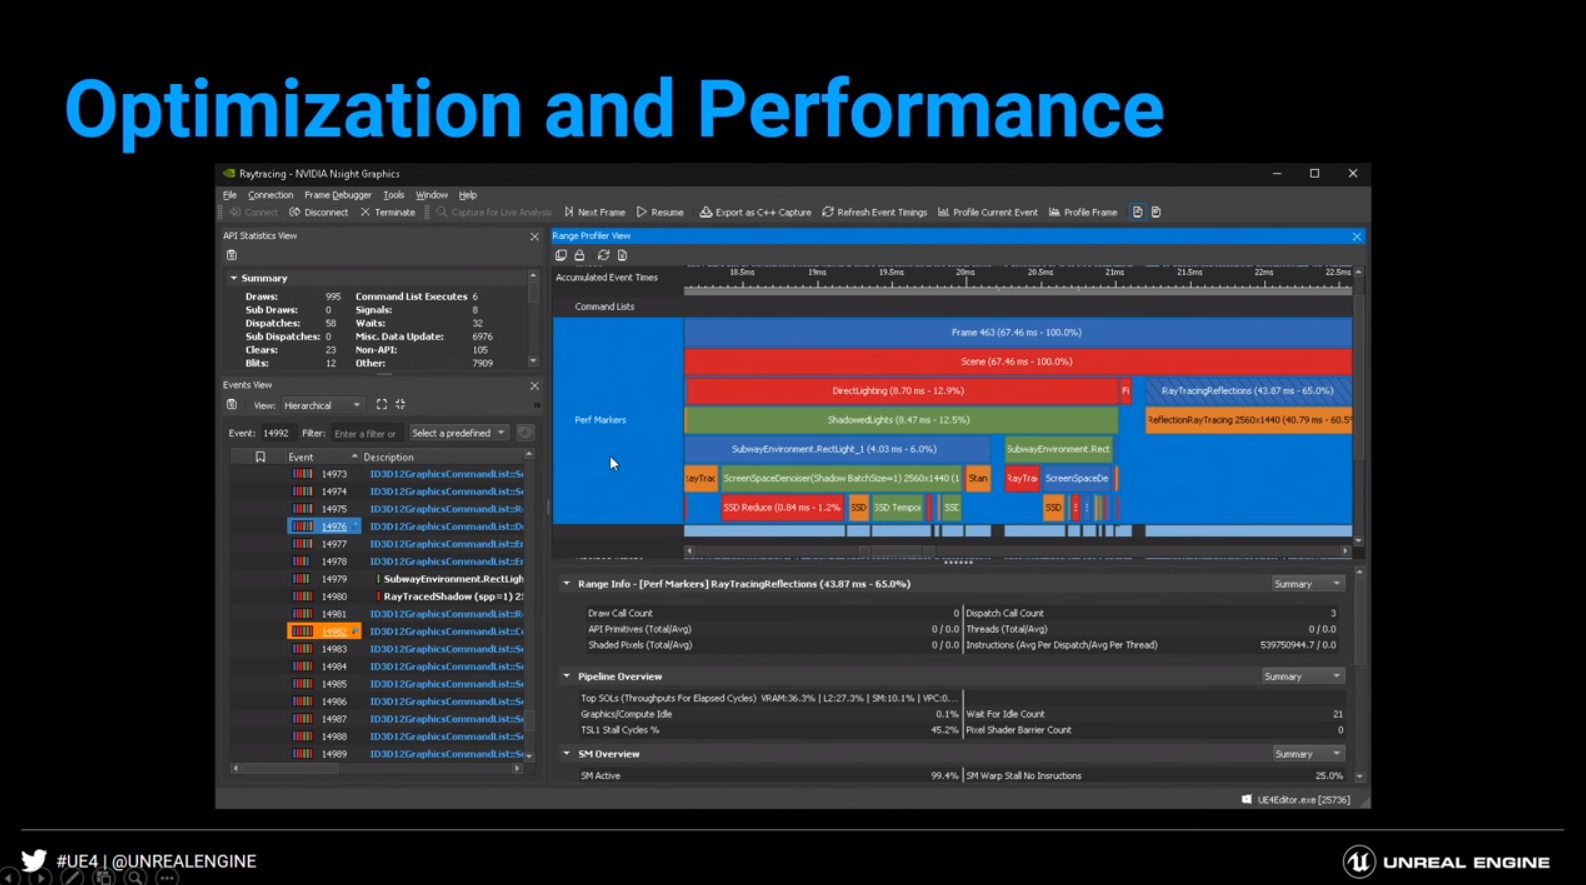 Optimization and Performance
Raytracing - NVIDIA Nsight Graphics
File Connection Frame Debugger Tools Window Help
Connect Disconnect Terminate Capture for Live Analysis Next Frame Resume Export as C++ Capture Refresh Event Timings Profile Current Event Profile Frame
API Statistics View
Summary
Draws: 995 Command List Executes 6
Sub Draws: 0 Signals: 8
Dispatches: 58 Waits: 32
Sub Dispatches: 0 Misc. Data Update: 6976
Clears: 23 Non-API: 105
Blits: 12 Other: 7909
Events View
View: Hierarchical
Event: 14992 Filter: Enter a filter or Select a predefined
Event Description
14973 ID3D12GraphicsCommandList::Se
14974 ID3D12GraphicsCommandList::Se
14975 ID3D12GraphicsCommandList::Re
14976 ID3D12GraphicsCommandList::Di
14977 ID3D12GraphicsCommandList::Er
14978 ID3D12GraphicsCommandList::Se
14979 SubwayEnvironment.RectLigh
14980 RayTracedShadow (spp=1) 2
14981 ID3D12GraphicsCommandList::Re
14982 ID3D12GraphicsCommandList::Co
14983 ID3D12GraphicsCommandList::Se
14984 ID3D12GraphicsCommandList::Se
14985 ID3D12GraphicsCommandList::Se
14986 ID3D12GraphicsCommandList::Se
14987 ID3D12GraphicsCommandList::Se
14988 ID3D12GraphicsCommandList::Se
14989 ID3D12GraphicsCommandList::Se
Range Profiler View
Accumulated Event Times 18.5ms 19ms 19.5ms 20ms 20.5ms 21ms 21.5ms 22ms 22.5ms
Command Lists
Perf Markers
Frame 463 (67.46 ms - 100.0%)
Scene (67.46 ms - 100.0%)
DirectLighting (8.70 ms - 12.9%) Fi RayTracingReflections (43.87 ms - 65.0%)
ShadowedLights (8.47 ms - 12.5%) ReflectionRayTracing 2560x1440 (40.79 ms - 60.5%
SubwayEnvironment.RectLight_1 (4.03 ms - 6.0%) SubwayEnvironment.Rect
ayTrac ScreenSpaceDenoiser(Shadow BatchSize=1) 2560x1440 (1 Stan RayTra ScreenSpaceDe
SSD Reduce (0.84 ms - 1.2% SSD SSD Tempo SSD SSD
Range Info - [Perf Markers] RayTracingReflections (43.87 ms - 65.0%) Summary
Draw Call Count 0 Dispatch Call Count 3
API Primitives (Total/Avg) 0 / 0.0 Threads (Total/Avg) 0 / 0.0
Shaded Pixels (Total/Avg) 0 / 0.0 Instructions (Avg Per Dispatch/Avg Per Thread) 539750944.7 / 0.0
Pipeline Overview Summary
Top SOLs (Throughputs For Elapsed Cycles) VRAM:36.3% | L2:27.3% | SM:10.1% | VPC:0....
Graphics/Compute Idle 0.1% Wait For Idle Count 21
TSL1 Stall Cycles % 45.2% Pixel Shader Barrier Count 0
SM Overview Summary
SM Active 99.4% SM Warp Stall No Insructions 25.0%
UE4Editor.exe [25736]
#UE4 | @UNREALENGINE
UNREAL ENGINE